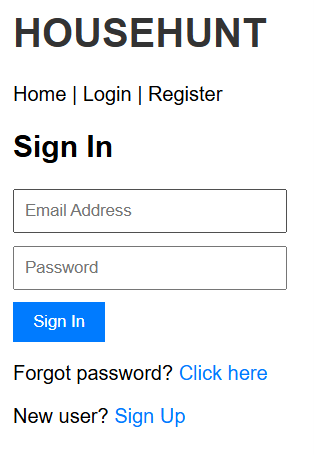 HOUSEHUNT
Home | Login | Register
Sign In
Email Address
Password
Sign In
Forgot password? Click here
New user? Sign Up